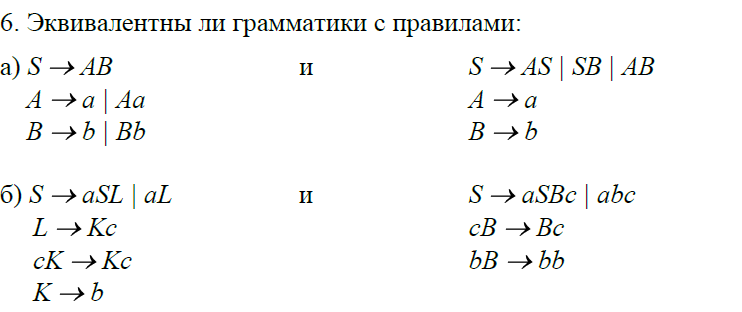 6. Эквивалентны ли грамматики с правилами:
а) S → AB и S → AS | SB | AB
A → a | Aa A → a
B → b | Bb B → b
б) S → aSL | aL и S → aSBc | abc
L → Kc cB → Bc
cK → Kc bB → bb
K → b